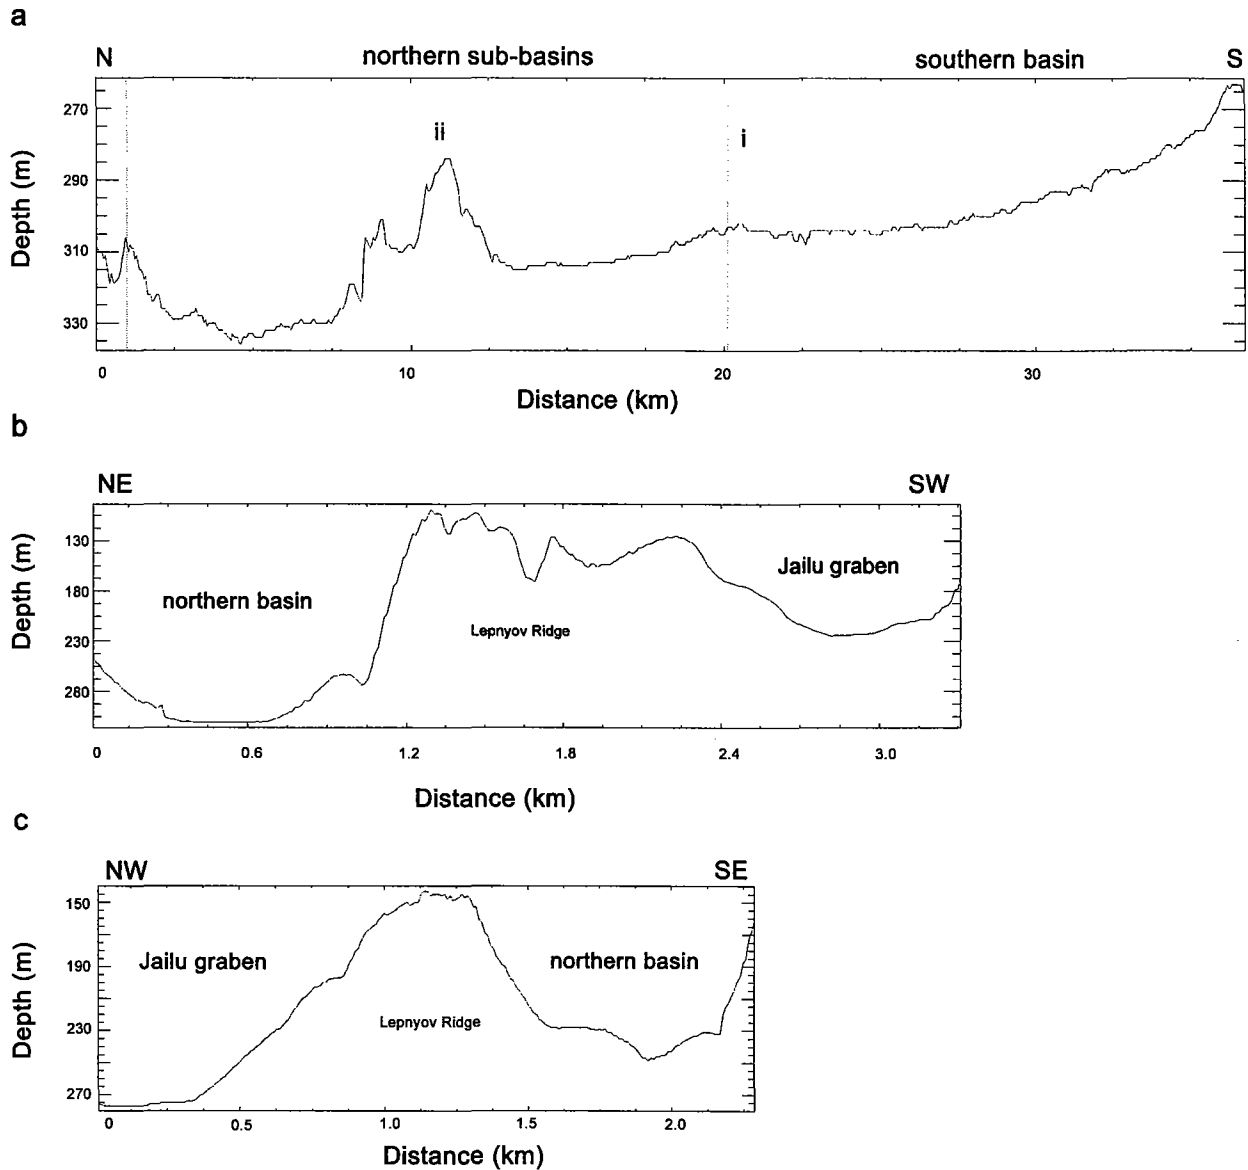 a
N northern sub-basins southern basin S
270
ii
i
290
310
330
Depth (m)
0 10 20 30
Distance (km)
b
NE SW
130
Jailu graben
180
northern basin
Lepnyov Ridge
230
280
Depth (m)
0 0.6 1.2 1.8 2.4 3.0
Distance (km)
c
NW SE
150
190
Jailu graben northern basin
Lepnyov Ridge
230
270
Depth (m)
0 0.5 1.0 1.5 2.0
Distance (km)